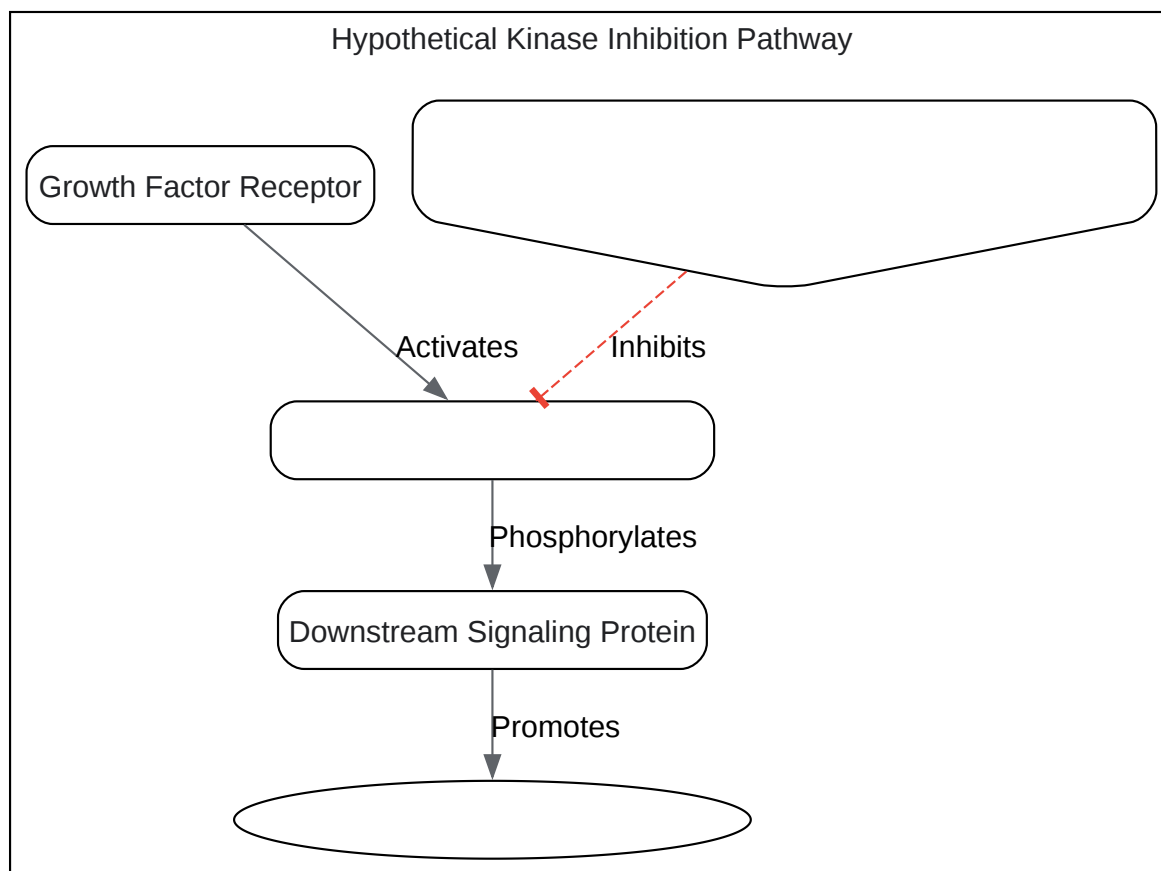 Hypothetical Kinase Inhibition Pathway
Growth Factor Receptor
Activates
Inhibits
Phosphorylates
Downstream Signaling Protein
Promotes